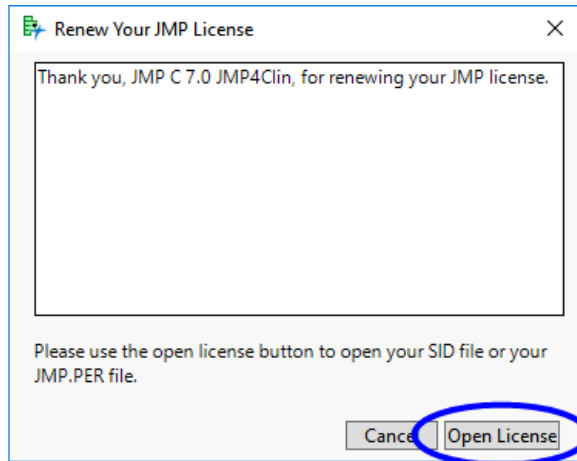 Renew Your JMP License
Thank you, JMP C 7.0 JMP4Clin, for renewing your JMP license.
Please use the open license button to open your SID file or your
JMP.PER file.
Cancel Open License